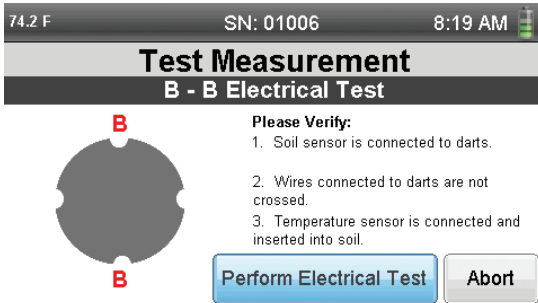 74.2 F SN: 01006 8:19 AM
Test Measurement
B - B Electrical Test
B
Please Verify:
1. Soil sensor is connected to darts.
2. Wires connected to darts are not
crossed.
3. Temperature sensor is connected and
inserted into soil.
B
Perform Electrical Test Abort